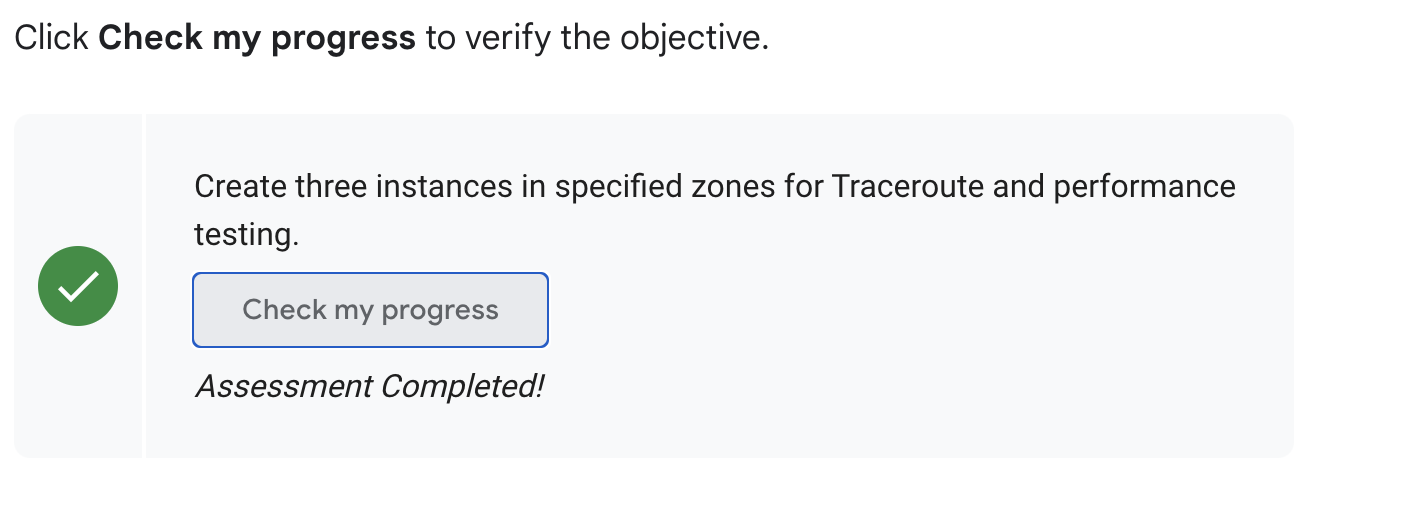 Click Check my progress to verify the objective.
Create three instances in specified zones for Traceroute and performance
testing.
Check my progress
Assessment Completed!